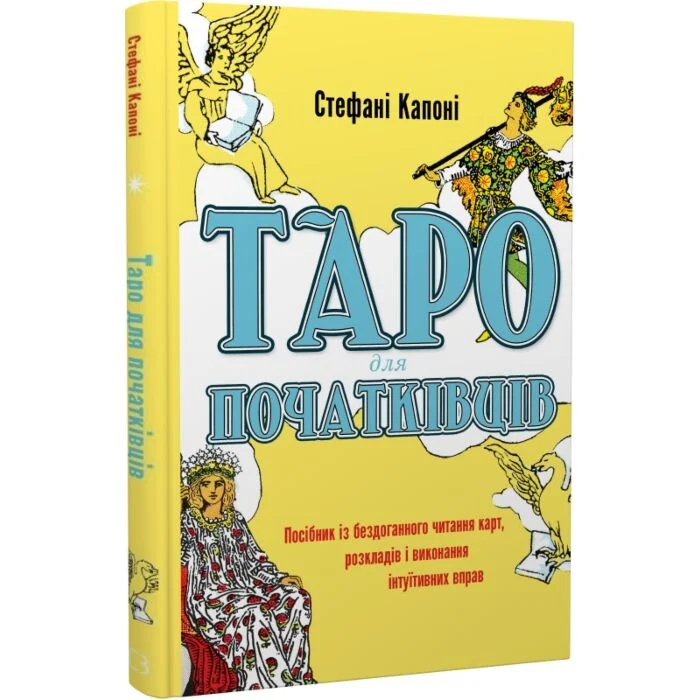 Стефані Капоні
Таро для початківців
Стефані Капоні
ТАРО
для
ПОЧАТКІВЦІВ
Посібник із бездоганного читання карт,
розкладів і виконання
інтуїтивних вправ